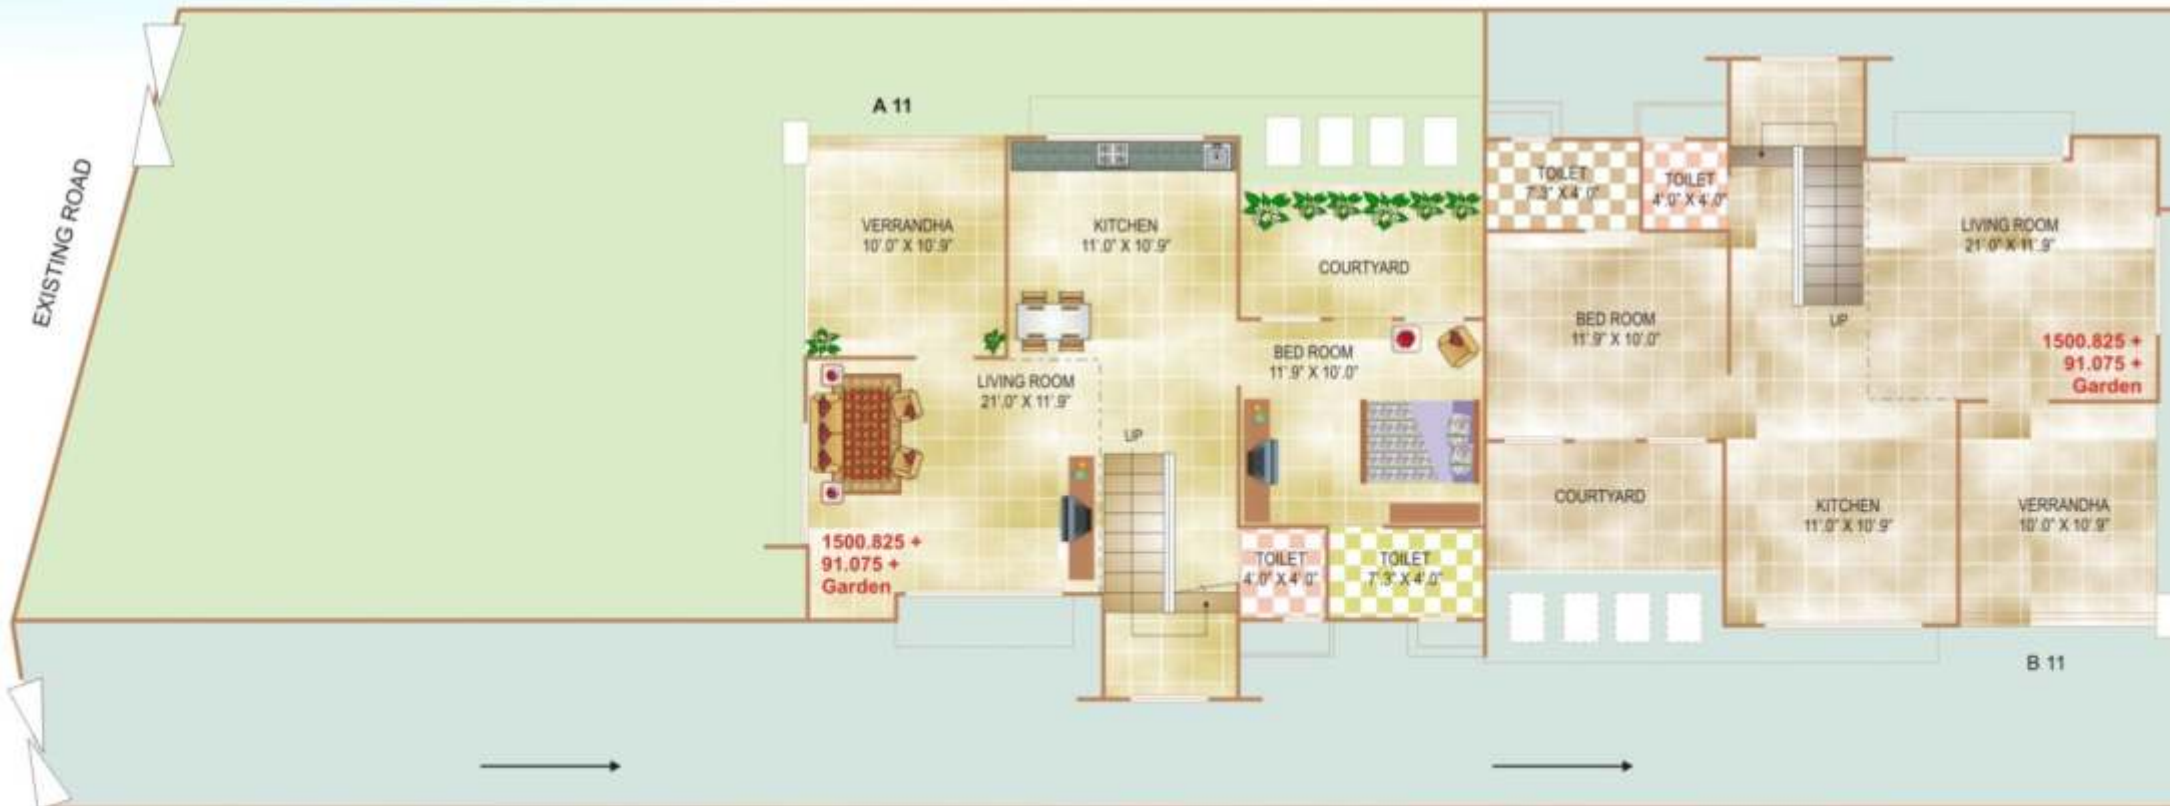 EXISTING ROAD
A 11
VERRANDHA
10'.0" X 10'.9"
KITCHEN
11'.0" X 10'.9"
COURTYARD
LIVING ROOM
21'.0" X 11'.9"
BED ROOM
11'.9" X 10'.0"
UP
1500.825 +
91.075 +
Garden
TOILET
4'.0" X 4'.0"
TOILET
7'.3" X 4'.0"
TOILET
7'.3" X 4'.0"
TOILET
4'.0" X 4'.0"
LIVING ROOM
21'.0" X 11'.9"
BED ROOM
11'.9" X 10'.0"
UP
1500.825 +
91.075 +
Garden
COURTYARD
KITCHEN
11'.0" X 10'.9"
VERRANDHA
10'.0" X 10'.9"
B 11